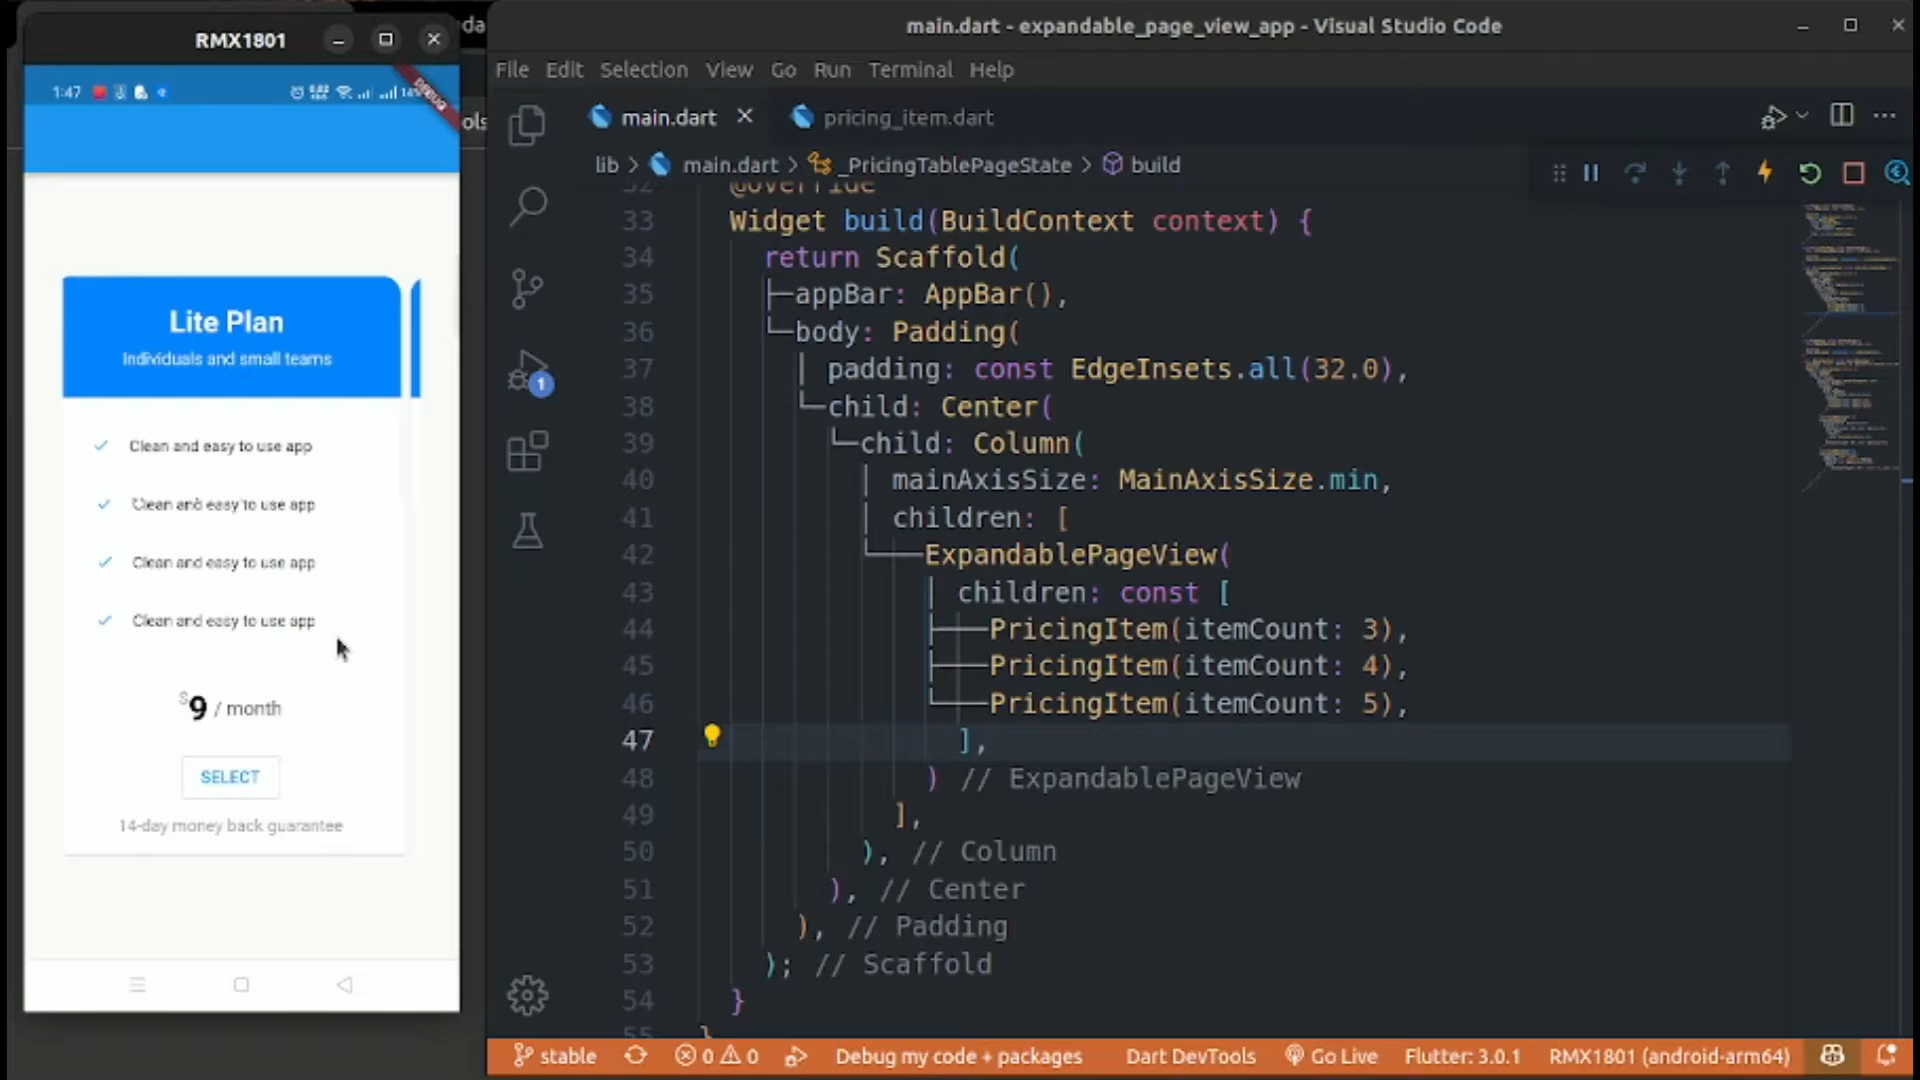 RMX1801
1:47
DEBUG
Lite Plan
Individuals and small teams
Clean and easy to use app
Clean and easy to use app
Clean and easy to use app
Clean and easy to use app
$9 / month
SELECT
14-day money back guarantee
main.dart - expandable_page_view_app - Visual Studio Code
File Edit Selection View Go Run Terminal Help
main.dart pricing_item.dart
lib > main.dart > _PricingTablePageState > build
32 @override
33 Widget build(BuildContext context) {
34 return Scaffold(
35 appBar: AppBar(),
36 body: Padding(
37 padding: const EdgeInsets.all(32.0),
38 child: Center(
39 child: Column(
40 mainAxisSize: MainAxisSize.min,
41 children: [
42 ExpandablePageView(
43 children: const [
44 PricingItem(itemCount: 3),
45 PricingItem(itemCount: 4),
46 PricingItem(itemCount: 5),
47 ],
48 ) // ExpandablePageView
49 ],
50 ), // Column
51 ), // Center
52 ), // Padding
53 ); // Scaffold
54 }
55 }
1
stable 0 0 Debug my code + packages Dart DevTools Go Live Flutter: 3.0.1 RMX1801 (android-arm64)